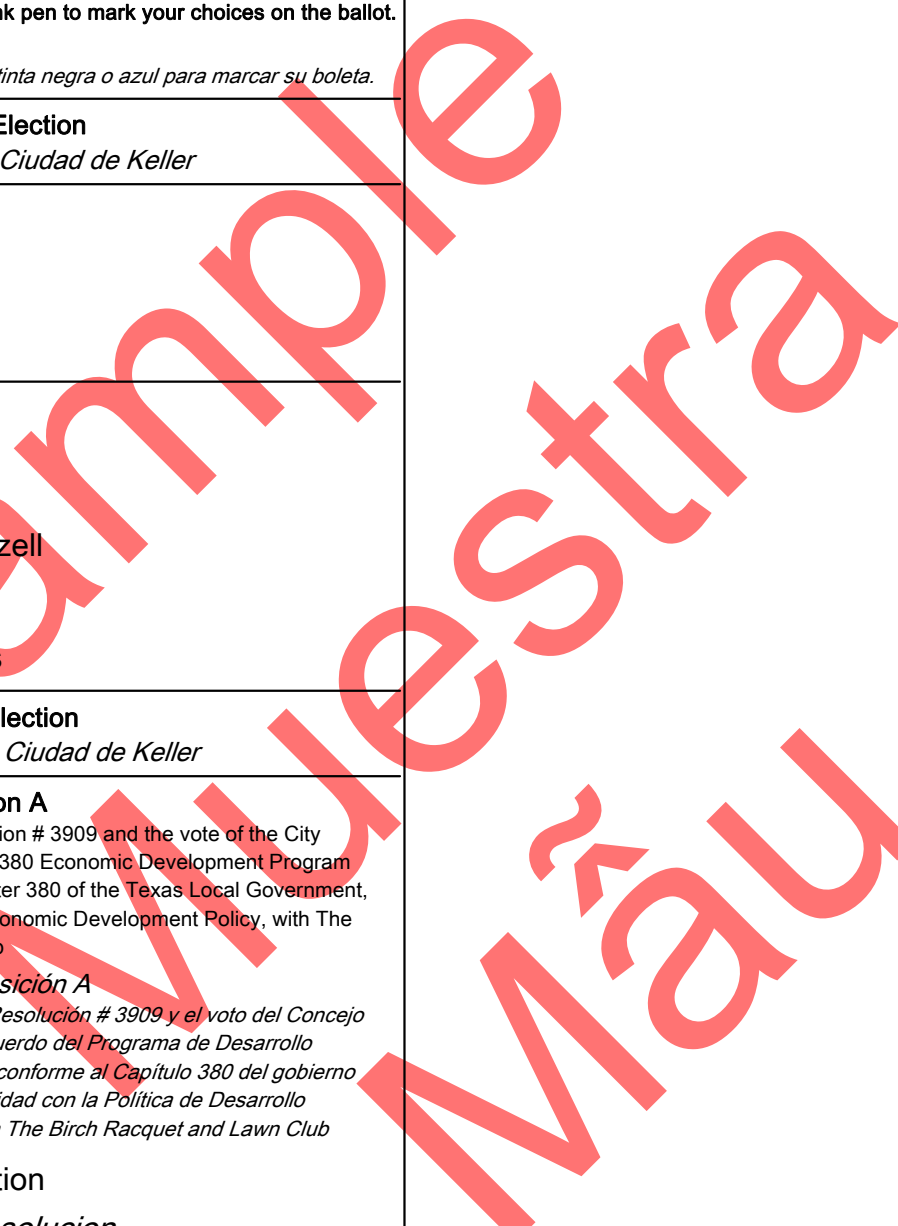 nk pen to mark your choices on the ballot.
tinta negra o azul para marcar su boleta.
Election
Ciudad de Keller
zell
s
lection
Ciudad de Keller
on A
ion # 3909 and the vote of the City
380 Economic Development Program
ter 380 of the Texas Local Government,
onomic Development Policy, with The
o
sición A
Resolución # 3909 y el voto del Concejo
uerdo del Programa de Desarrollo
conforme al Capítulo 380 del gobierno
idad con la Política de Desarrollo
The Birch Racquet and Lawn Club
tion
solucion
ample
Muestra
Mẫu